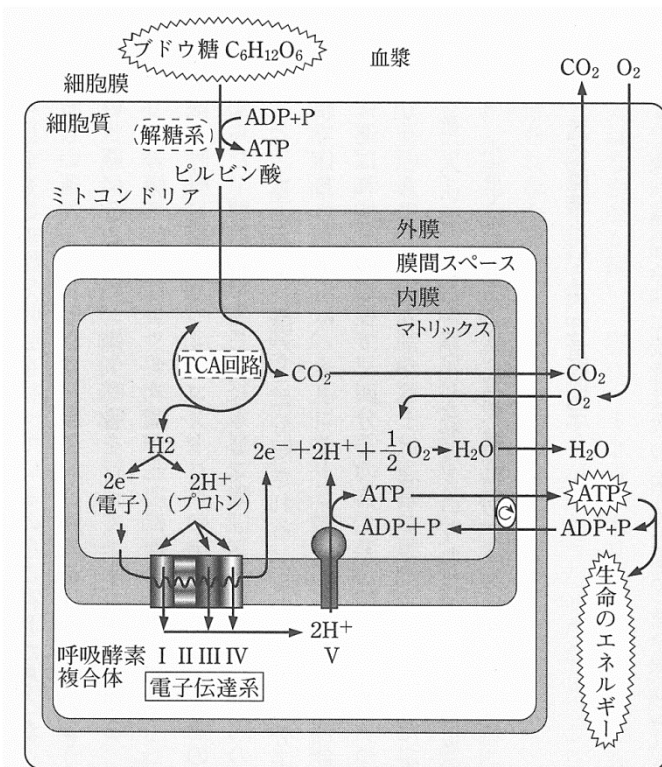 ブドウ糖 C₆H₁₂O₆
血漿
CO₂ O₂
細胞膜
細胞質
解糖系
ADP+P
ATP
ピルビン酸
ミトコンドリア
外膜
膜間スペース
内膜
マトリックス
TCA回路
CO₂
CO₂
O₂
H2
2e⁻+2H⁺+1/2 O₂→H₂O
H₂O
2e⁻
(電子)
2H⁺
(プロトン)
ATP
ATP
ADP+P
ADP+P
生命のエネルギー
2H⁺
呼吸酵素
複合体
I II III IV
V
電子伝達系